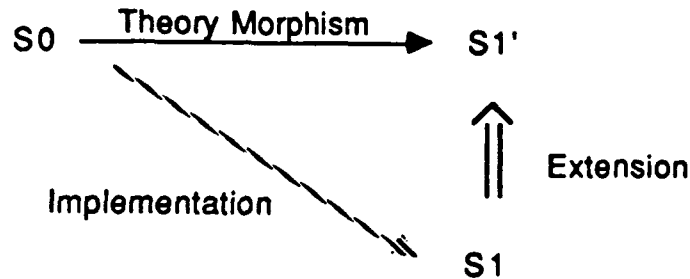 Theory Morphism
S0
S1'
Extension
Implementation
S1